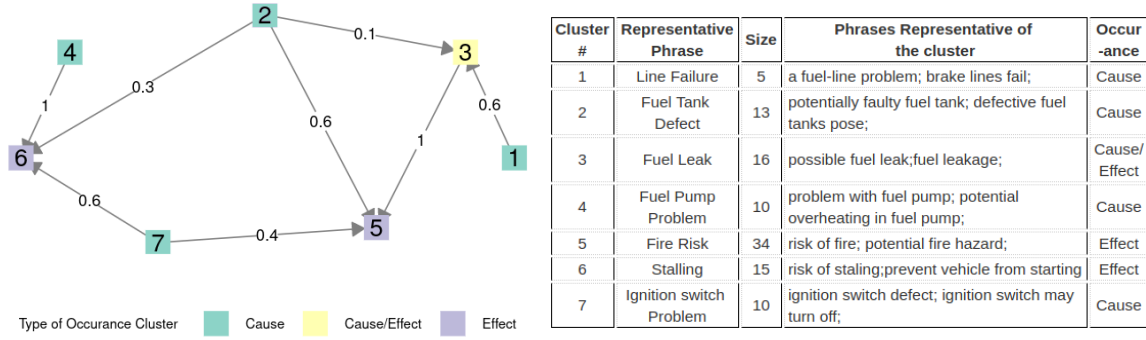 2
0.1
3
4
0.3
1
0.6
0.6
1
1
6
0.6
5
7
0.4
Type of Occurance Cluster Cause Cause/Effect Effect
Cluster # Representative Phrase Size Phrases Representative of the cluster Occur-ance
1 Line Failure 5 a fuel-line problem; brake lines fail; Cause
2 Fuel Tank Defect 13 potentially faulty fuel tank; defective fuel tanks pose; Cause
3 Fuel Leak 16 possible fuel leak;fuel leakage; Cause/Effect
4 Fuel Pump Problem 10 problem with fuel pump; potential overheating in fuel pump; Cause
5 Fire Risk 34 risk of fire; potential fire hazard; Effect
6 Stalling 15 risk of staling;prevent vehicle from starting Effect
7 Ignition switch Problem 10 ignition switch defect; ignition switch may turn off; Cause